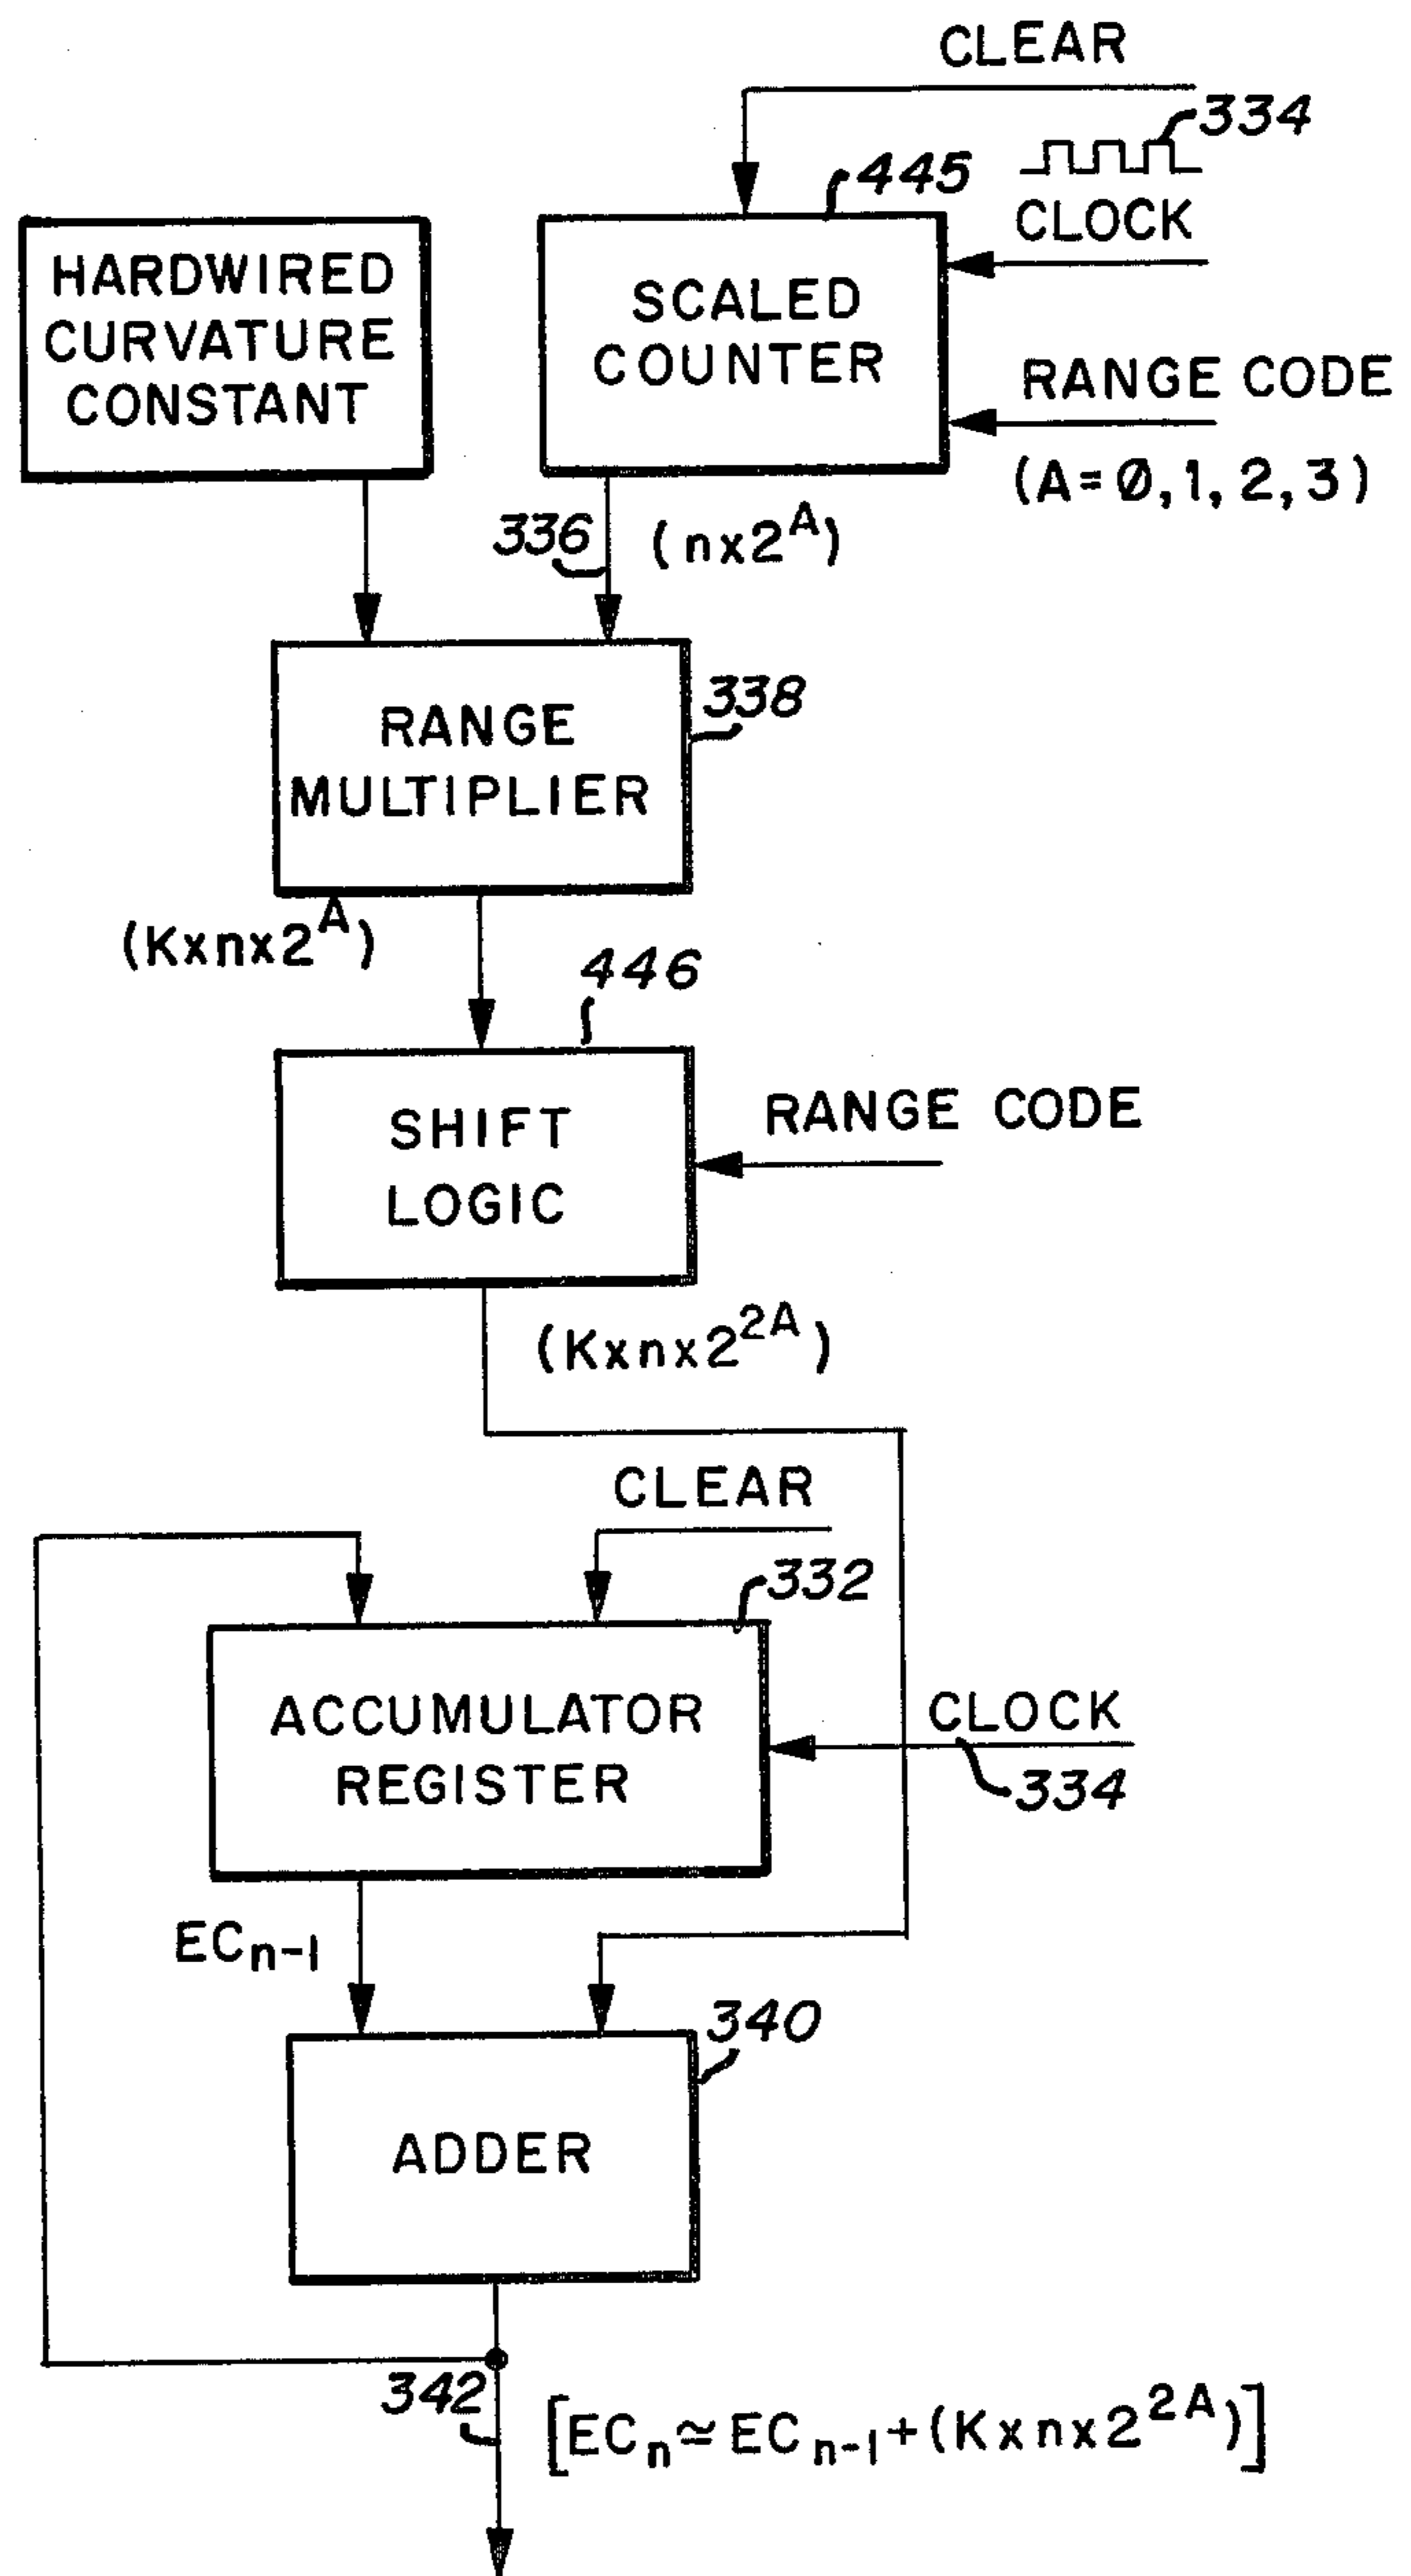 CLEAR
334
445
CLOCK
HARDWIRED
CURVATURE
CONSTANT
SCALED
COUNTER
RANGE CODE
(A=Ø,1,2,3)
336
(nx2^A)
RANGE
MULTIPLIER
338
(Kxnx2^A)
446
SHIFT
LOGIC
RANGE CODE
(Kxnx2^2A)
CLEAR
332
ACCUMULATOR
REGISTER
CLOCK
334
EC_n-1
340
ADDER
342
[EC_n≃EC_n-1+(Kxnx2^2A)]